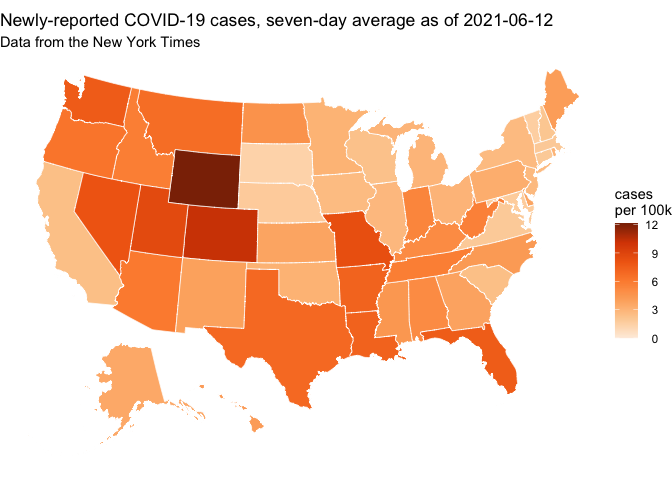 Newly-reported COVID-19 cases, seven-day average as of 2021-06-12
Data from the New York Times
cases
per 100k
12
9
6
3
0